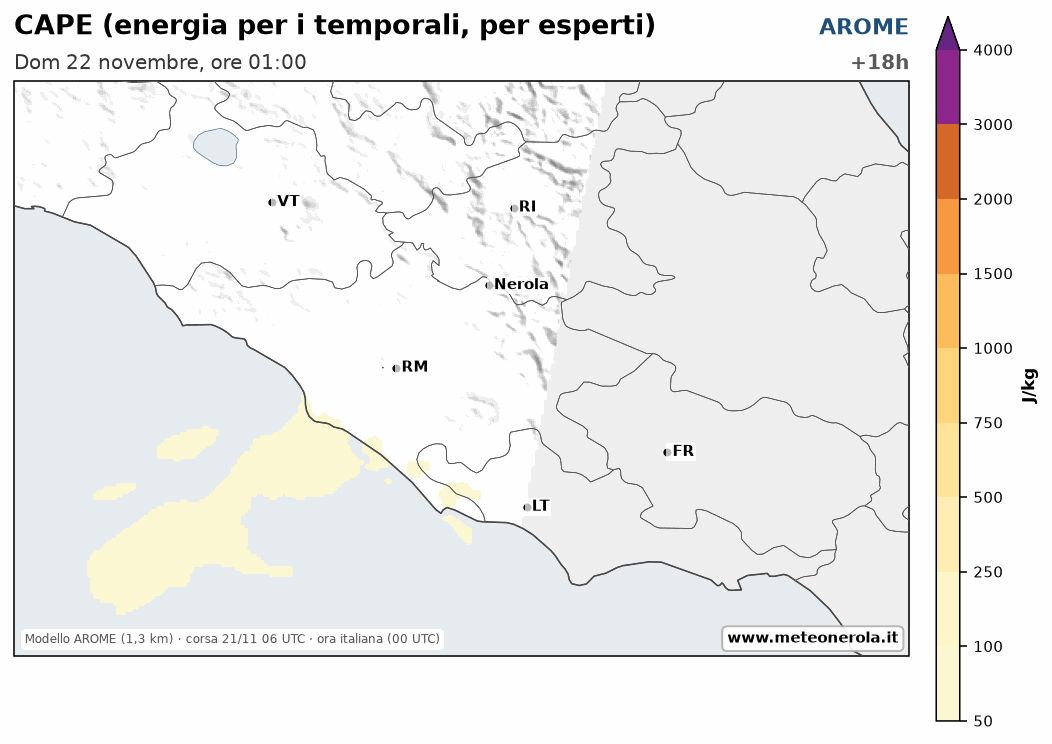 CAPE (energia per i temporali, per esperti)
AROME
Dom 22 novembre, ore 01:00
+18h
VT
RI
Nerola
RM
FR
LT
Modello AROME (1,3 km) · corsa 21/11 06 UTC · ora italiana (00 UTC)
www.meteonerola.it
4000
3000
2000
1500
1000
750
500
250
100
50
J/kg